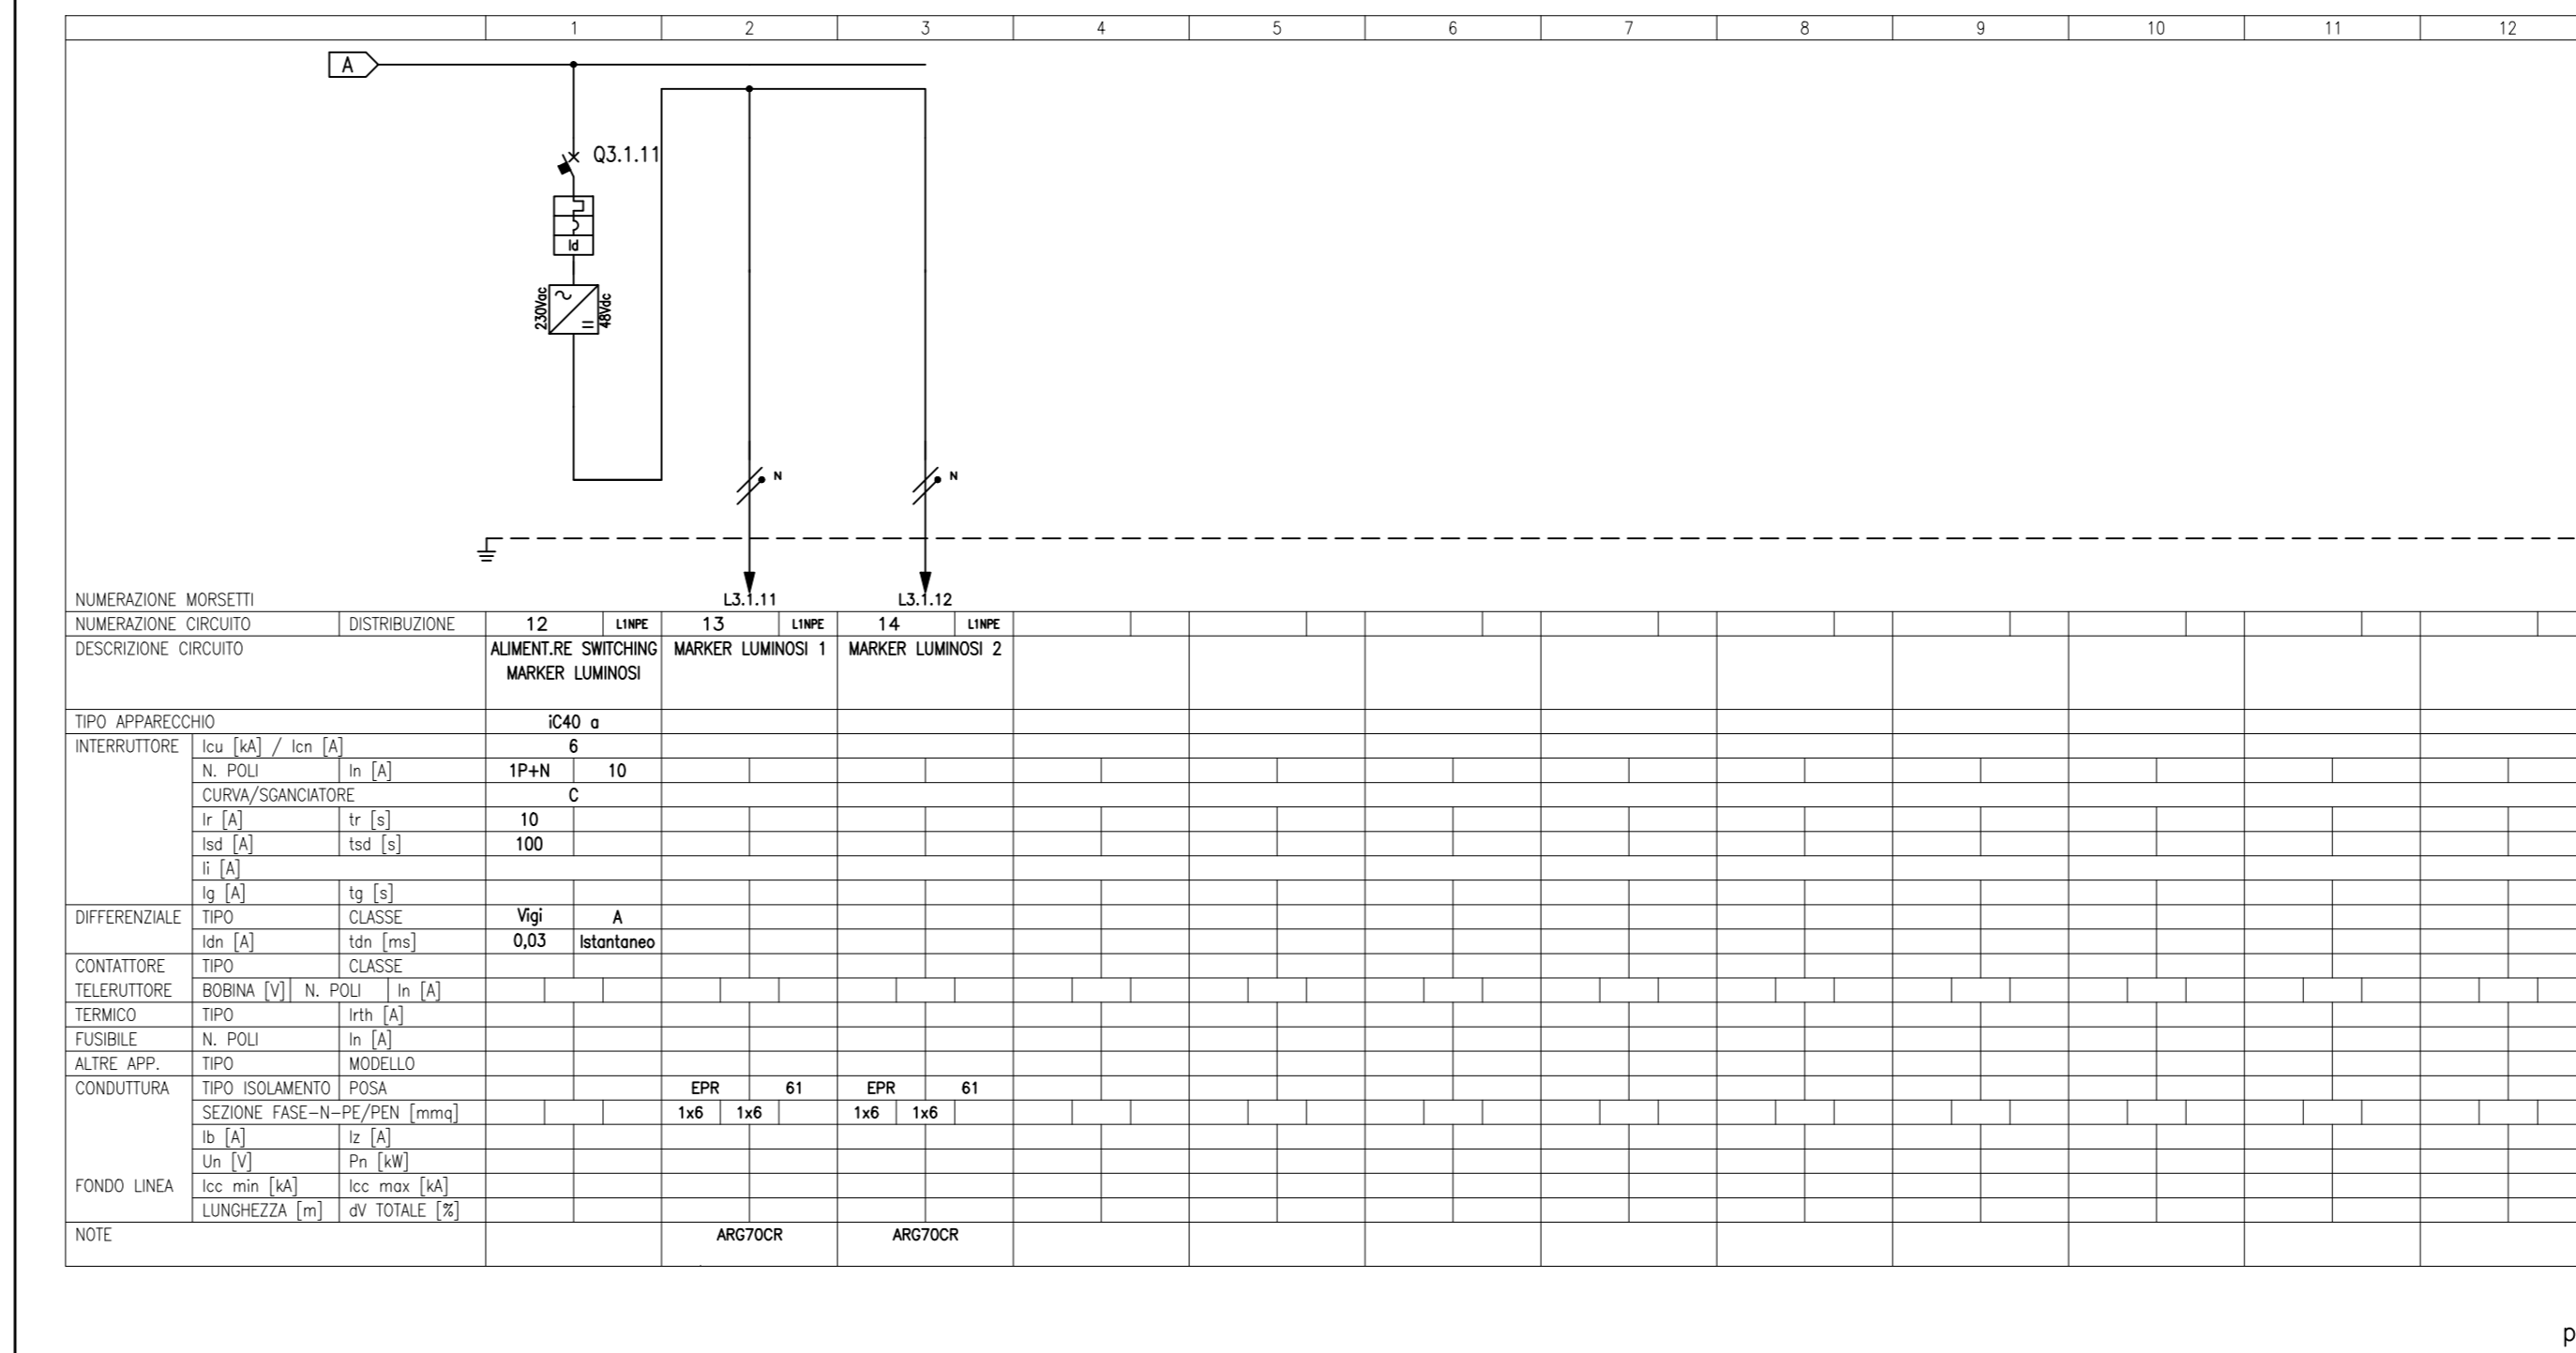 1 2 3 4 5 6 7 8 9 10 11 12
A
Q3.1.11
Id
230Vac 48Vdc
N N
NUMERAZIONE MORSETTI L3.1.11 L3.1.12
NUMERAZIONE CIRCUITO DISTRIBUZIONE 12 L1NPE 13 L1NPE 14 L1NPE
DESCRIZIONE CIRCUITO ALIMENT.RE SWITCHING MARKER LUMINOSI 1 MARKER LUMINOSI 2
MARKER LUMINOSI
TIPO APPARECCHIO iC40 a
INTERRUTTORE Icu [kA] / Icn [A] 6
N. POLI In [A] 1P+N 10
CURVA/SGANCIATORE C
Ir [A] tr [s] 10
Isd [A] tsd [s] 100
Ii [A]
Ig [A] tg [s]
DIFFERENZIALE TIPO CLASSE Vigi A
Idn [A] tdn [ms] 0,03 Istantaneo
CONTATTORE TIPO CLASSE
TELERUTTORE BOBINA [V] N. POLI In [A]
TERMICO TIPO Irth [A]
FUSIBILE N. POLI In [A]
ALTRE APP. TIPO MODELLO
CONDUTTURA TIPO ISOLAMENTO POSA EPR 61 EPR 61
SEZIONE FASE-N-PE/PEN [mmq] 1x6 1x6 1x6 1x6
Ib [A] Iz [A]
Un [V] Pn [kW]
FONDO LINEA Icc min [kA] Icc max [kA]
LUNGHEZZA [m] dV TOTALE [%]
NOTE ARG7OCR ARG7OCR
p